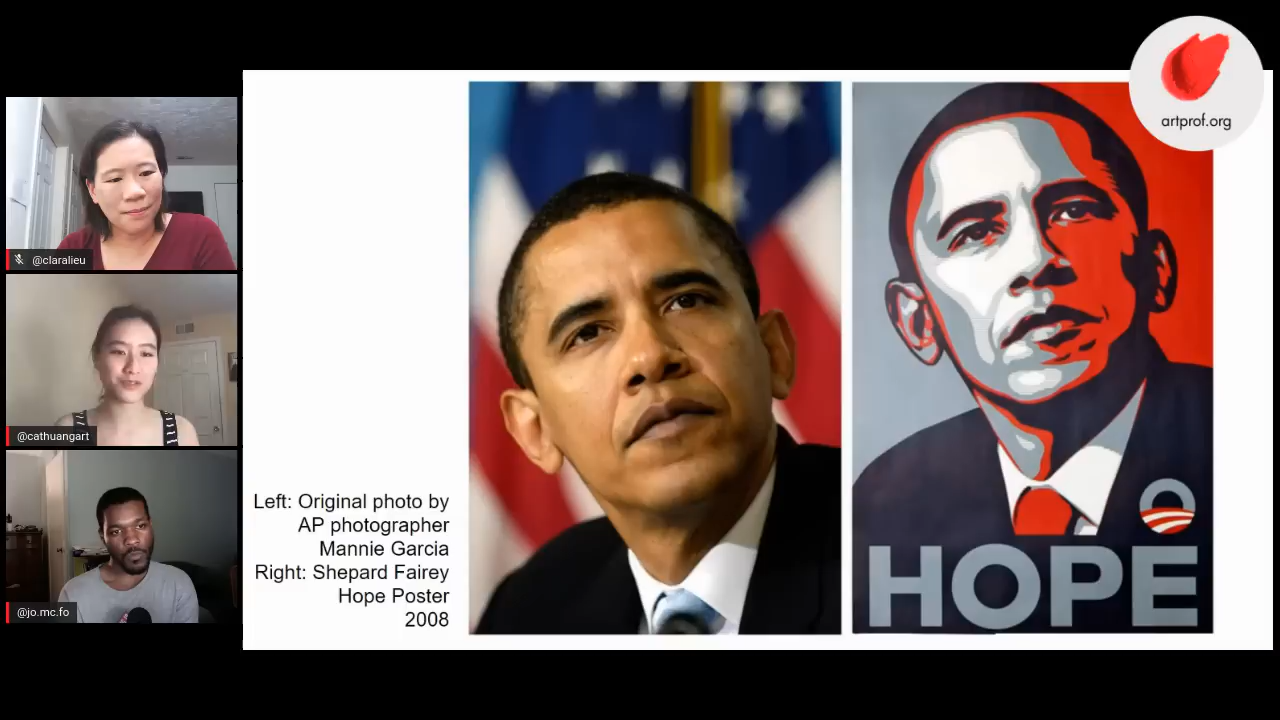 @claralieu
@cathuangart
@jo.mc.fo
Left: Original photo by
AP photographer
Mannie Garcia
Right: Shepard Fairey
Hope Poster
2008
HOPE
artprof.org